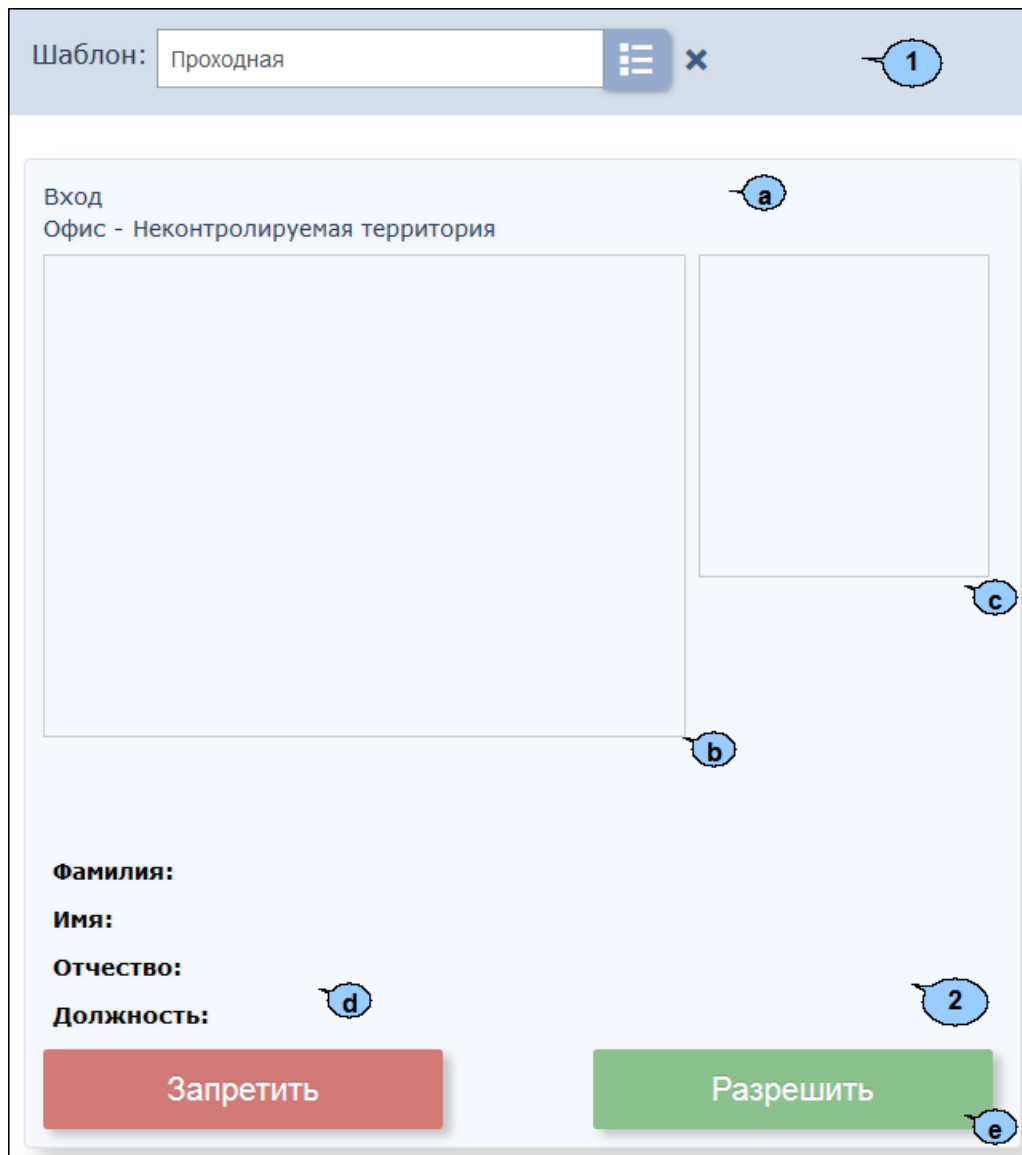 Шаблон: Проходная 1
Вход a
Офис - Неконтролируемая территория
c
b
Фамилия:
Имя:
Отчество:
Должность: d 2
Запретить Разрешить
e